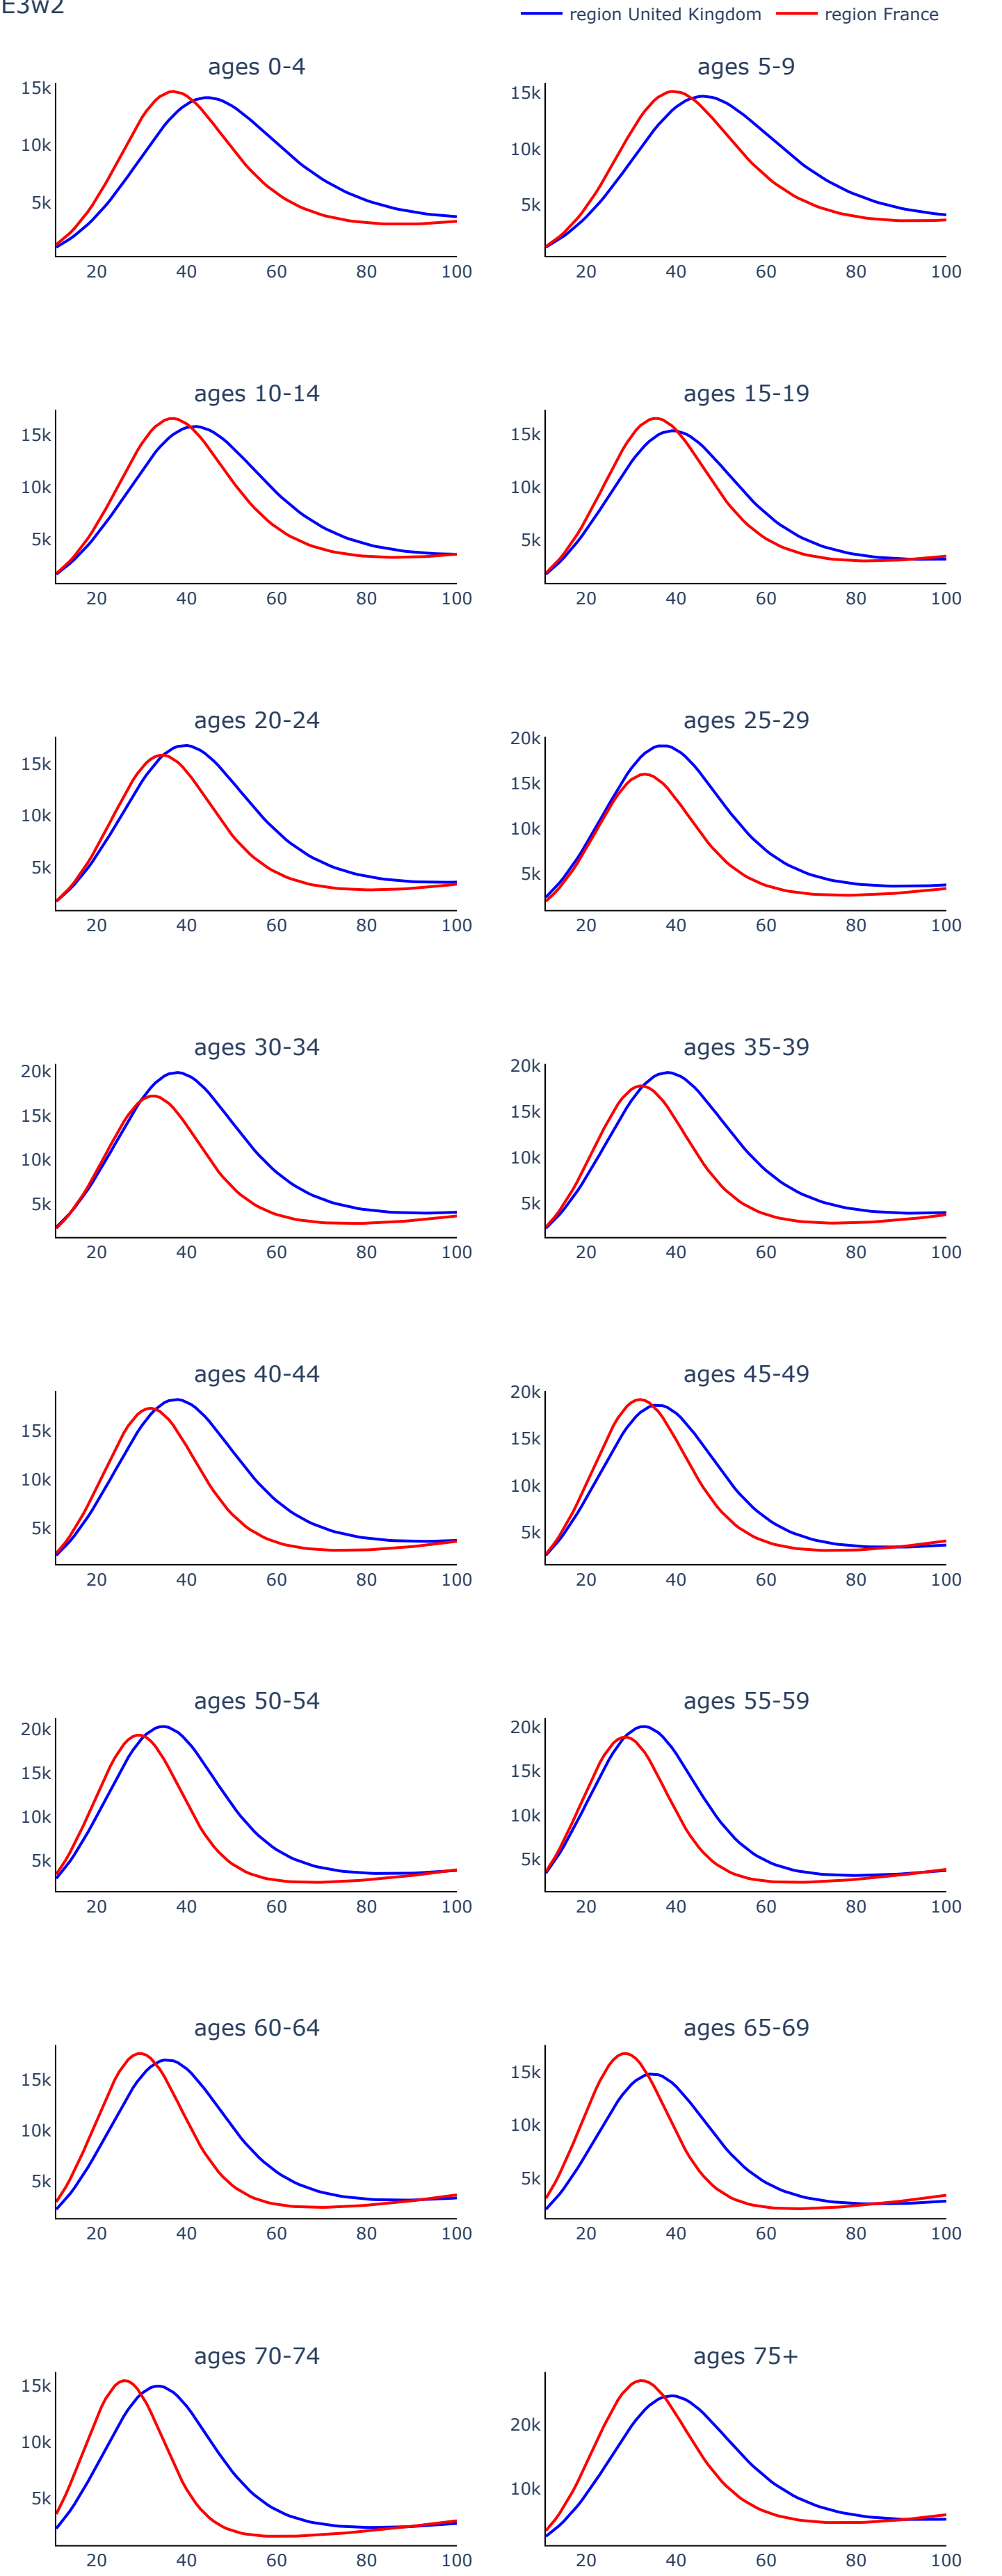 E3w2
region United Kingdom region France
ages 0-4 ages 5-9
15k 15k
10k 10k
5k 5k
20 40 60 80 100 20 40 60 80 100
ages 10-14 ages 15-19
15k 15k
10k 10k
5k 5k
20 40 60 80 100 20 40 60 80 100
ages 20-24 ages 25-29
20k
15k 15k
10k 10k
5k 5k
20 40 60 80 100 20 40 60 80 100
ages 30-34 ages 35-39
20k 20k
15k 15k
10k 10k
5k 5k
20 40 60 80 100 20 40 60 80 100
ages 40-44 ages 45-49
20k
15k 15k
10k 10k
5k 5k
20 40 60 80 100 20 40 60 80 100
ages 50-54 ages 55-59
20k 20k
15k 15k
10k 10k
5k 5k
20 40 60 80 100 20 40 60 80 100
ages 60-64 ages 65-69
15k 15k
10k 10k
5k 5k
20 40 60 80 100 20 40 60 80 100
ages 70-74 ages 75+
15k
20k
10k
10k
5k
20 40 60 80 100 20 40 60 80 100